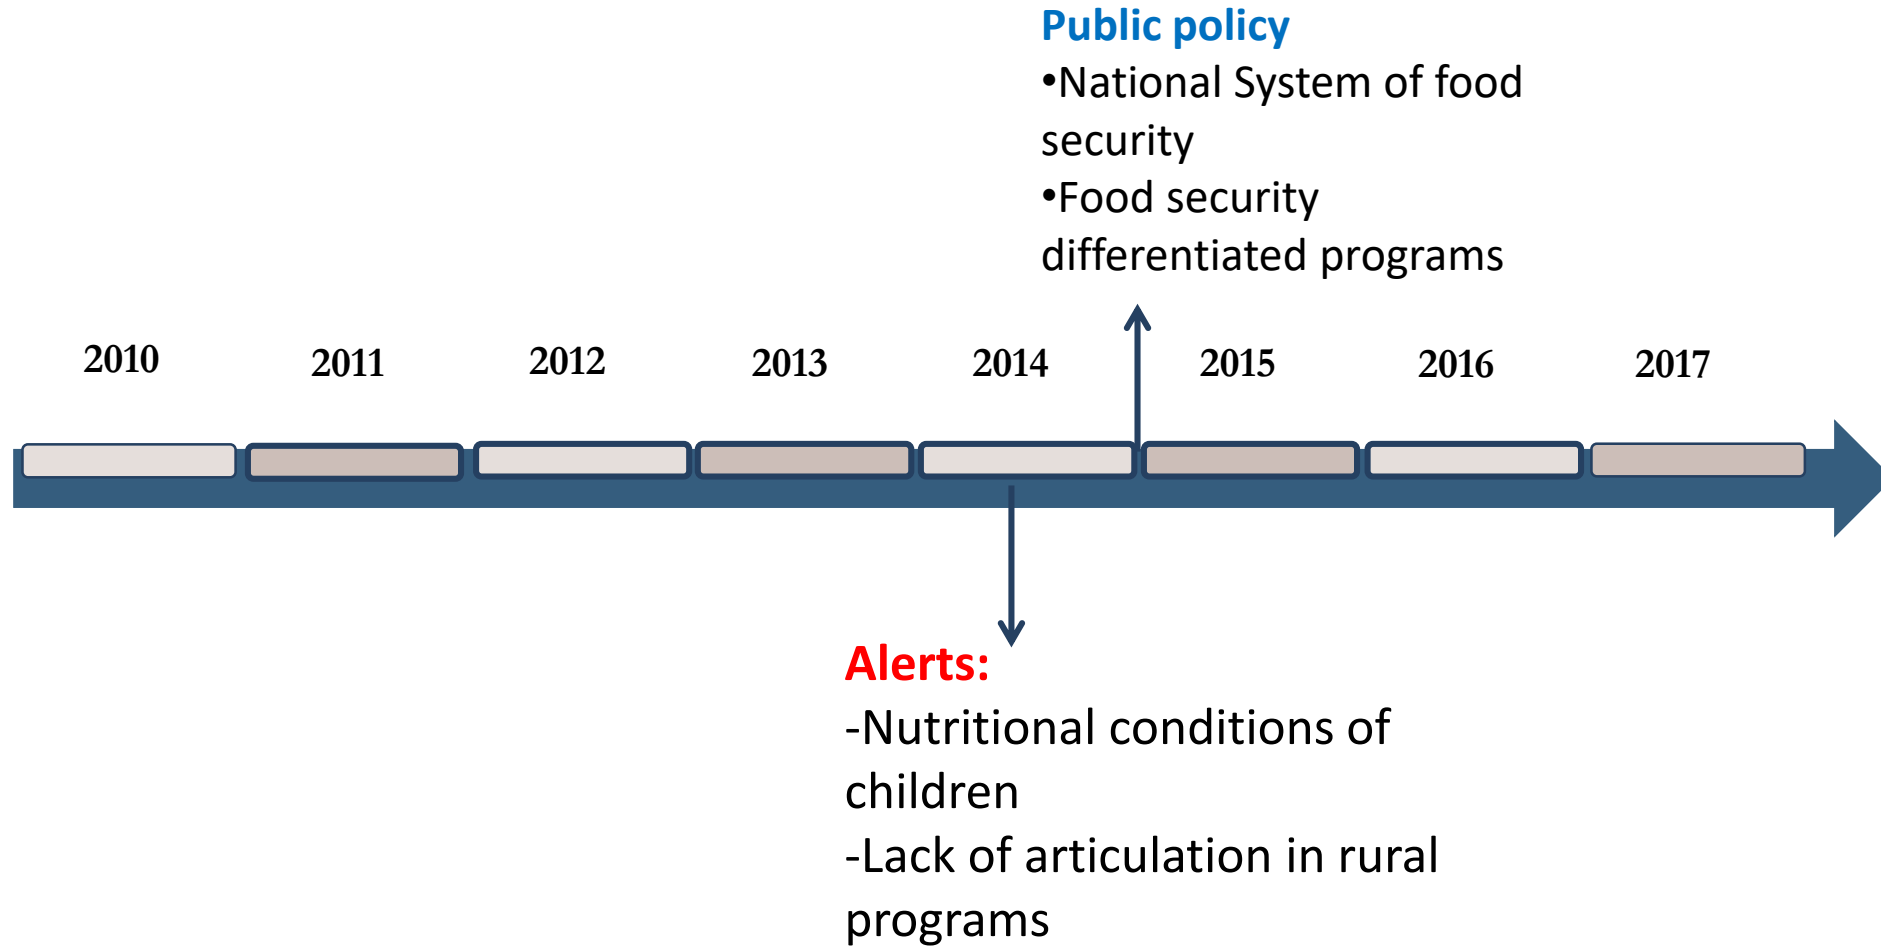 Public policy
•National System of food
security
•Food security
differentiated programs
2010 2011 2012 2013 2014 2015 2016 2017
Alerts:
-Nutritional conditions of
children
-Lack of articulation in rural
programs